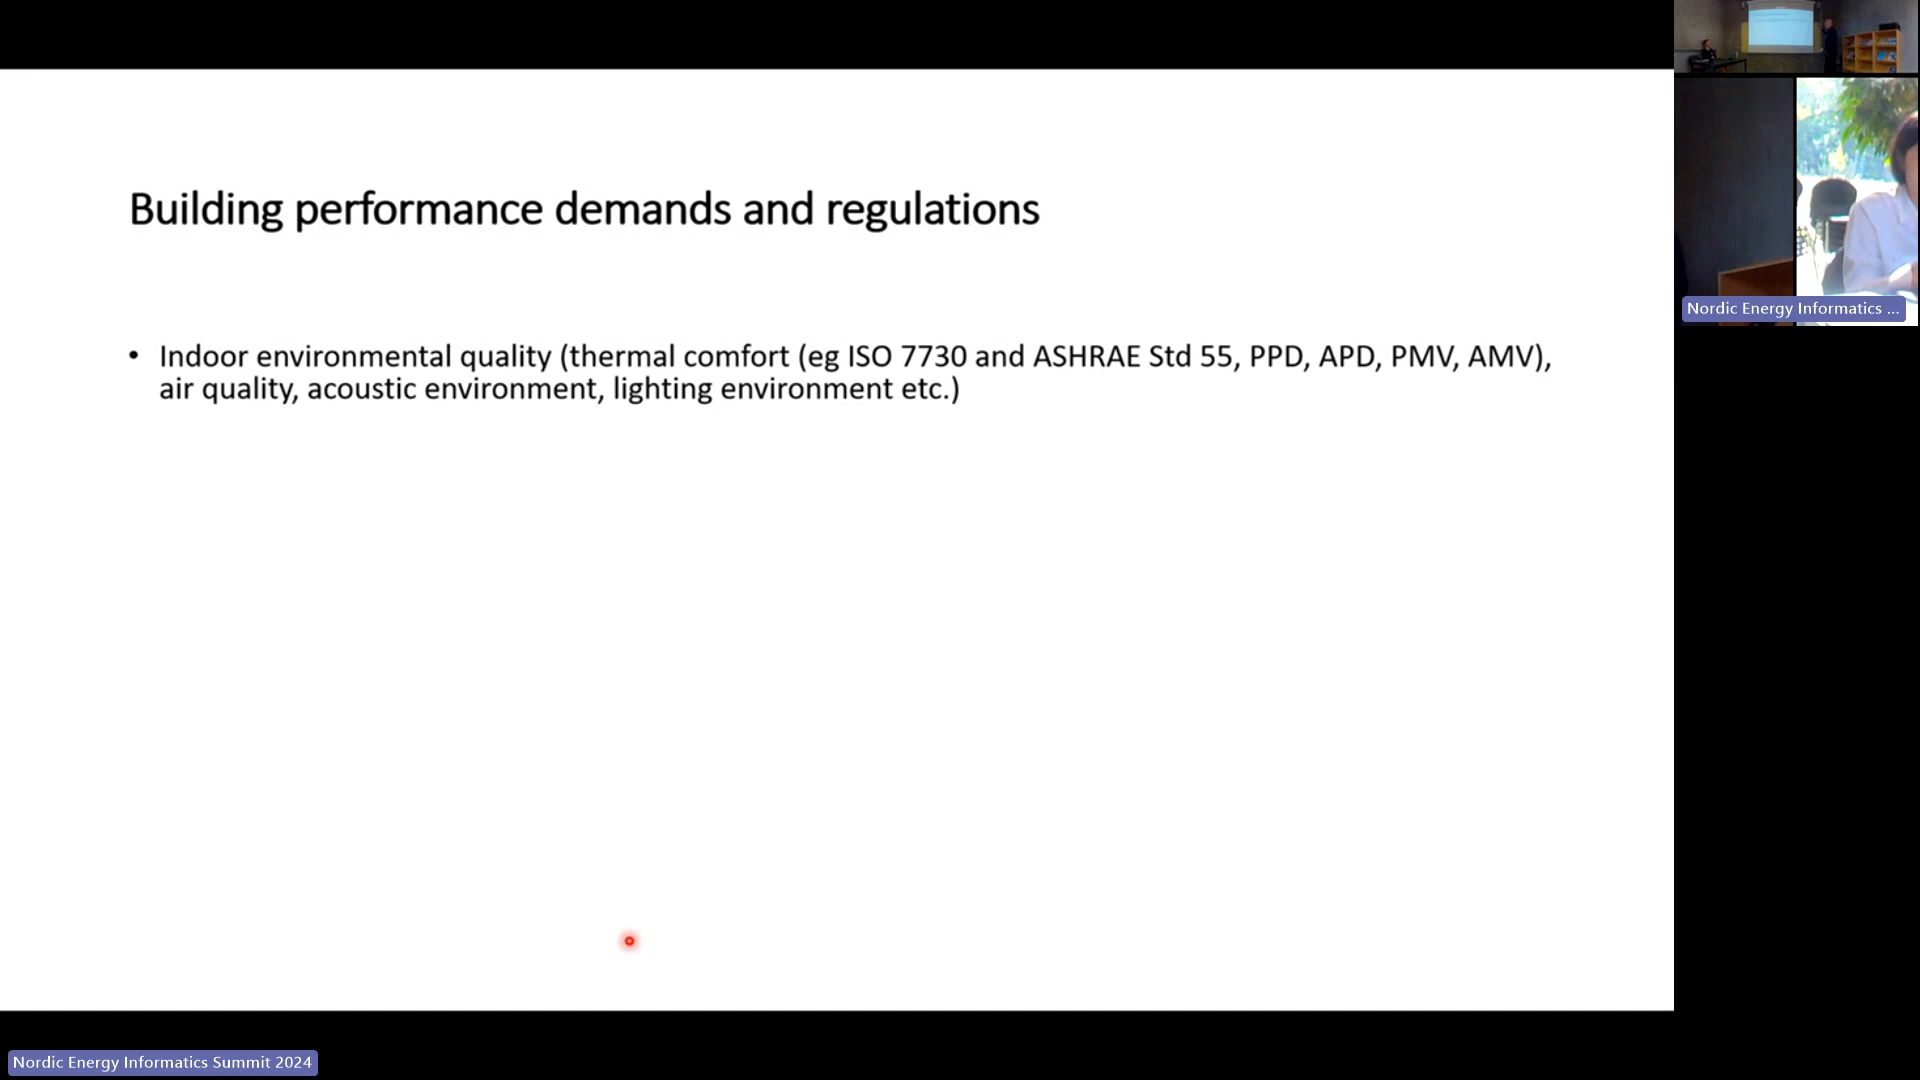 Building performance demands and regulations
• Indoor environmental quality (thermal comfort (eg ISO 7730 and ASHRAE Std 55, PPD, APD, PMV, AMV),
air quality, acoustic environment, lighting environment etc.)
Nordic Energy Informatics ...
Nordic Energy Informatics Summit 2024